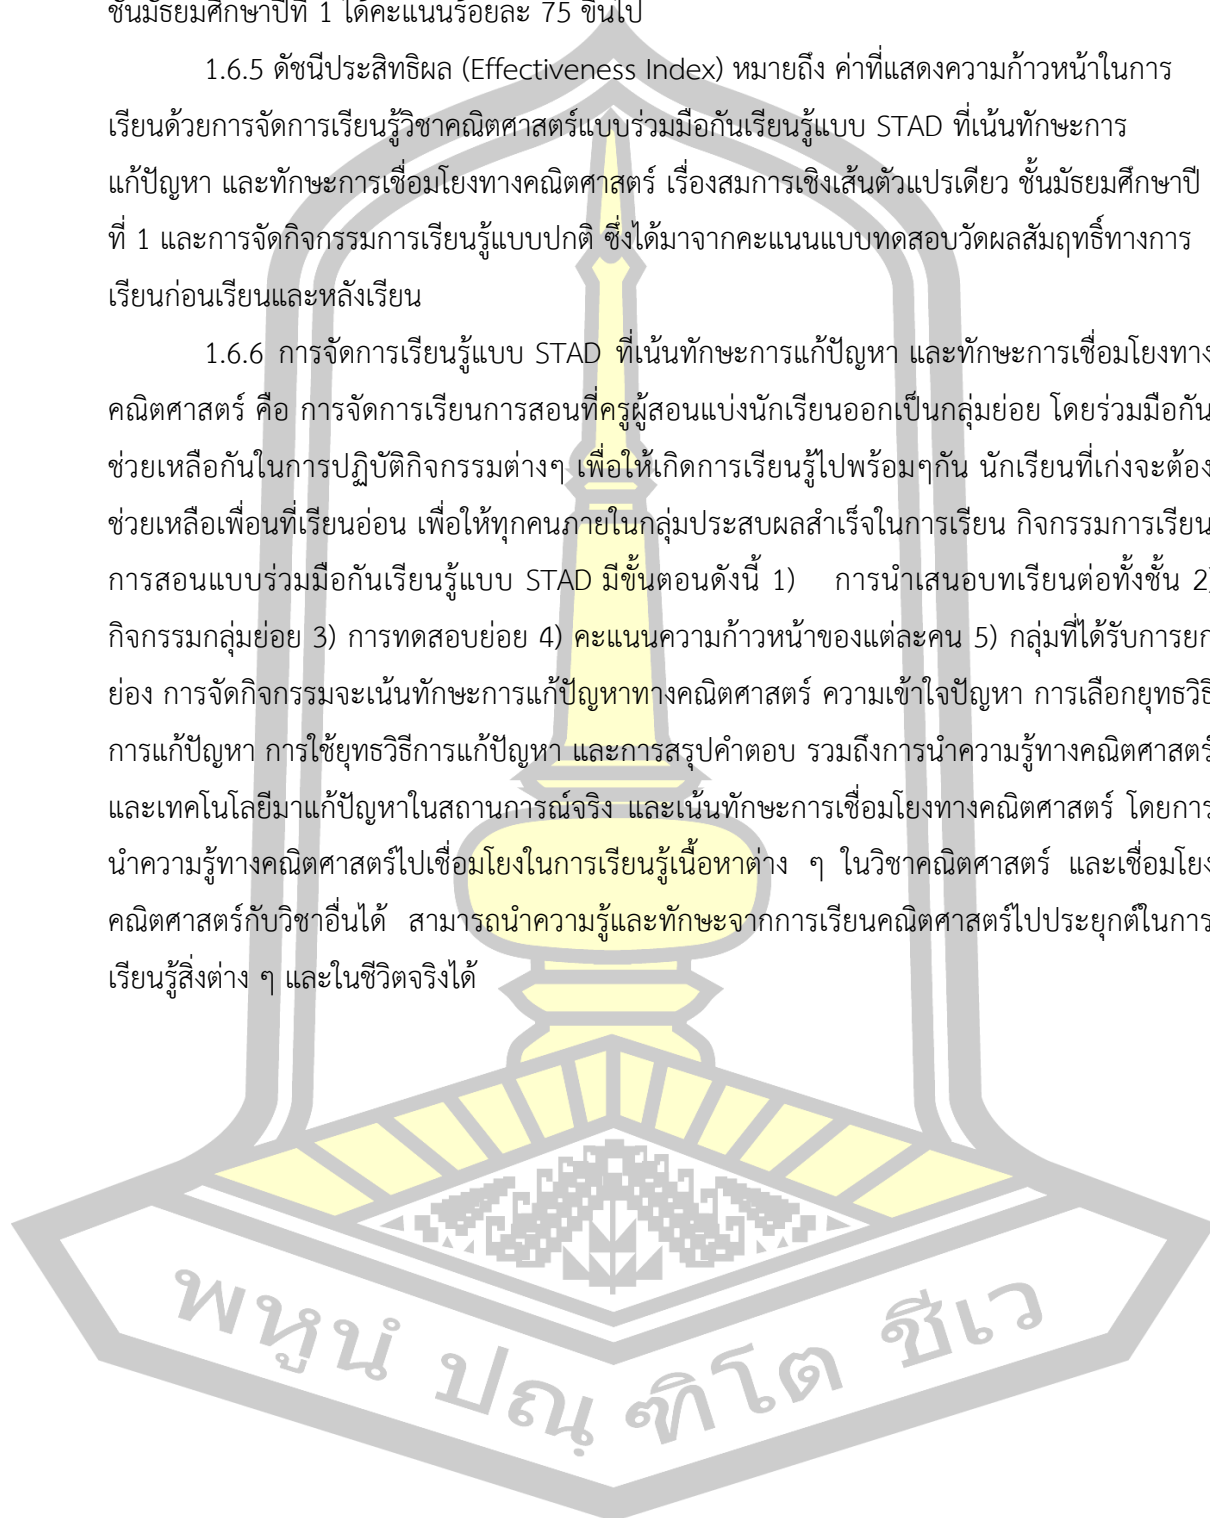 ชั้นมัธยมศึกษาปีที่ 1 ได้คะแนนร้อยละ 75 ขึ้นไป
1.6.5 ดัชนีประสิทธิผล (Effectiveness Index) หมายถึง ค่าที่แสดงความก้าวหน้าในการ
เรียนด้วยการจัดการเรียนรู้วิชาคณิตศาสตร์แบบร่วมมือกันเรียนรู้แบบ STAD ที่เน้นทักษะการ
แก้ปัญหา และทักษะการเชื่อมโยงทางคณิตศาสตร์ เรื่องสมการเชิงเส้นตัวแปรเดียว ชั้นมัธยมศึกษาปี
ที่ 1 และการจัดกิจกรรมการเรียนรู้แบบปกติ ซึ่งได้มาจากคะแนนแบบทดสอบวัดผลสัมฤทธิ์ทางการ
เรียนก่อนเรียนและหลังเรียน
1.6.6 การจัดการเรียนรู้แบบ STAD ที่เน้นทักษะการแก้ปัญหา และทักษะการเชื่อมโยงทาง
คณิตศาสตร์ คือ การจัดการเรียนการสอนที่ครูผู้สอนแบ่งนักเรียนออกเป็นกลุ่มย่อย โดยร่วมมือกัน
ช่วยเหลือกันในการปฏิบัติกิจกรรมต่างๆ เพื่อให้เกิดการเรียนรู้ไปพร้อมๆกัน นักเรียนที่เก่งจะต้อง
ช่วยเหลือเพื่อนที่เรียนอ่อน เพื่อให้ทุกคนภายในกลุ่มประสบผลสำเร็จในการเรียน กิจกรรมการเรียน
การสอนแบบร่วมมือกันเรียนรู้แบบ STAD มีขั้นตอนดังนี้ 1) การนำเสนอบทเรียนต่อทั้งชั้น 2)
กิจกรรมกลุ่มย่อย 3) การทดสอบย่อย 4) คะแนนความก้าวหน้าของแต่ละคน 5) กลุ่มที่ได้รับการยก
ย่อง การจัดกิจกรรมจะเน้นทักษะการแก้ปัญหาทางคณิตศาสตร์ ความเข้าใจปัญหา การเลือกยุทธวิธี
การแก้ปัญหา การใช้ยุทธวิธีการแก้ปัญหา และการสรุปคำตอบ รวมถึงการนำความรู้ทางคณิตศาสตร์
และเทคโนโลยีมาแก้ปัญหาในสถานการณ์จริง และเน้นทักษะการเชื่อมโยงทางคณิตศาสตร์ โดยการ
นำความรู้ทางคณิตศาสตร์ไปเชื่อมโยงในการเรียนรู้เนื้อหาต่าง ๆ ในวิชาคณิตศาสตร์ และเชื่อมโยง
คณิตศาสตร์กับวิชาอื่นได้ สามารถนำความรู้และทักษะจากการเรียนคณิตศาสตร์ไปประยุกต์ในการ
เรียนรู้สิ่งต่าง ๆ และในชีวิตจริงได้
พหูนํ ปณฺฑิโต ชีเว